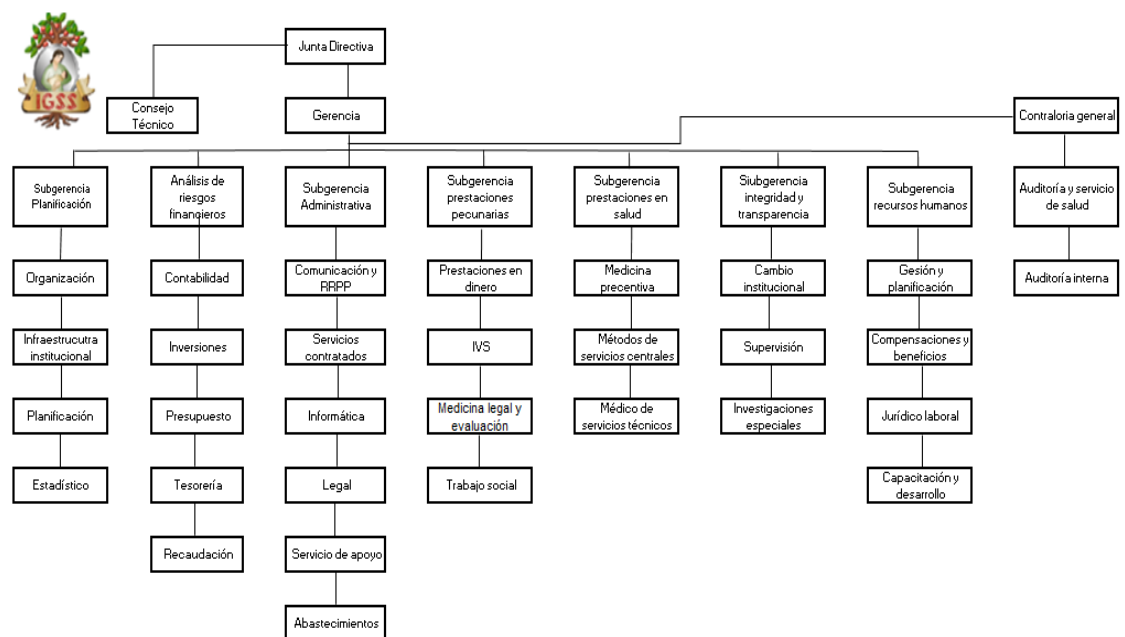 IGSS
Junta Directiva
Consejo
Técnico
Gerencia
Contraloria general
Subgerencia
Planificación
Análisis de
riesgos
financieros
Subgerencia
Administrativa
Subgerencia
prestaciones
pecunarias
Subgerencia
prestaciones en
salud
Siubgerencia
integridad y
transparencia
Subgerencia
recursos humanos
Auditoría y servicio
de salud
Organización
Contabilidad
Comunicación y
RRPP
Prestaciones en
dinero
Medicina
precentiva
Cambio
institucional
Gesión y
planificación
Auditoría interna
Infraestrucutra
institucional
Inversiones
Servicios
contratados
IVS
Métodos de
servicios centrales
Supervisión
Compensaciones y
beneficios
Planificación
Presupuesto
Informática
Medicina legal y
evaluación
Médico de
servicios técnicos
Investigaciones
especiales
Jurídico laboral
Estadístico
Tesorería
Legal
Trabajo social
Capacitación y
desarrollo
Recaudación
Servicio de apoyo
Abastecimientos